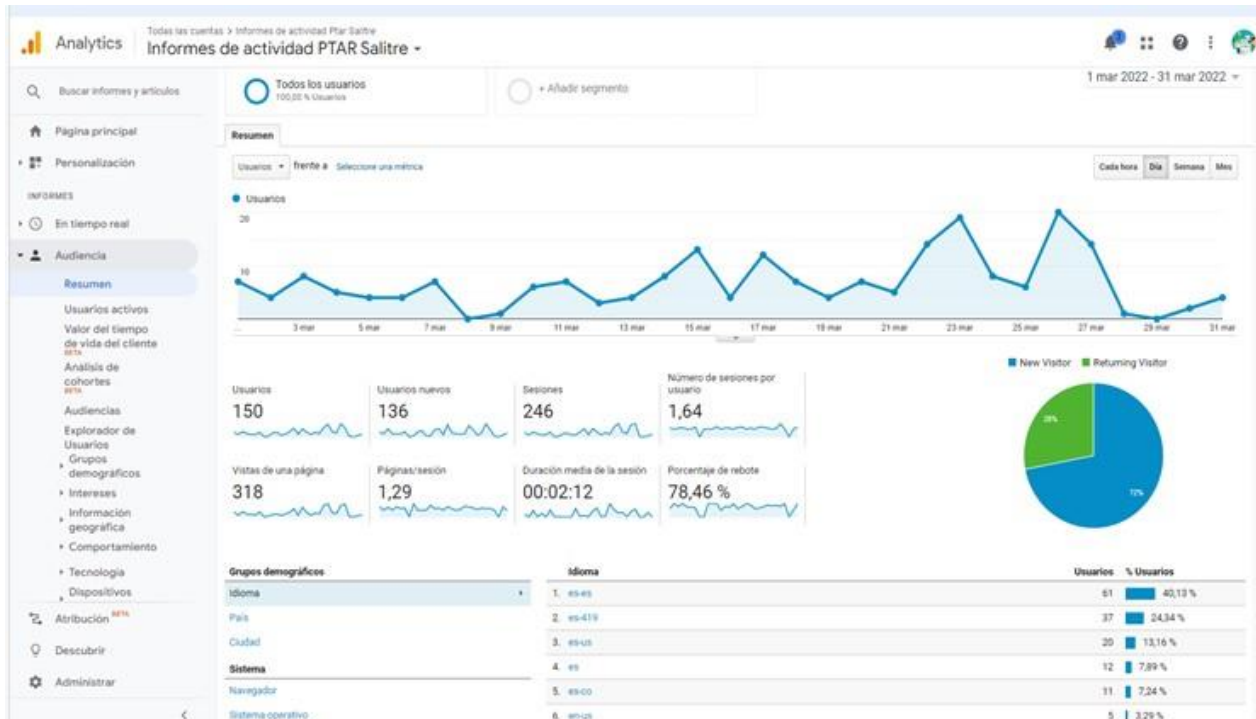 Todas las cuentas > Informes de actividad Ptar Salitre
Analytics
Informes de actividad PTAR Salitre
Buscar informes y artículos
Página principal
Personalización
INFORMES
En tiempo real
Audiencia
Resumen
Usuarios activos
Valor del tiempo
de vida del cliente
BETA
Análisis de
cohortes
BETA
Audiencias
Explorador de
Usuarios
Grupos
demográficos
Intereses
Información
geográfica
Comportamiento
Tecnología
Dispositivos
Atribución BETA
Descubrir
Administrar
Todos los usuarios
100,00 % Usuarios
+ Añadir segmento
1 mar 2022 - 31 mar 2022
Resumen
Usuarios frente a Seleccione una métrica
Cada hora Día Semana Mes
Usuarios
20
10
... 3 mar 5 mar 7 mar 9 mar 11 mar 13 mar 15 mar 17 mar 19 mar 21 mar 23 mar 25 mar 27 mar 29 mar 31 mar
New Visitor Returning Visitor
28%
72%
Usuarios
150
Usuarios nuevos
136
Sesiones
246
Número de sesiones por
usuario
1,64
Vistas de una página
318
Páginas/sesión
1,29
Duración media de la sesión
00:02:12
Porcentaje de rebote
78,46 %
Grupos demográficos
Idioma
País
Ciudad
Sistema
Navegador
Sistema operativo
Idioma Usuarios % Usuarios
1. es-es 61 40,13 %
2. es-419 37 24,34 %
3. es-us 20 13,16 %
4. es 12 7,89 %
5. es-co 11 7,24 %
6. en-us 5 3,29 %